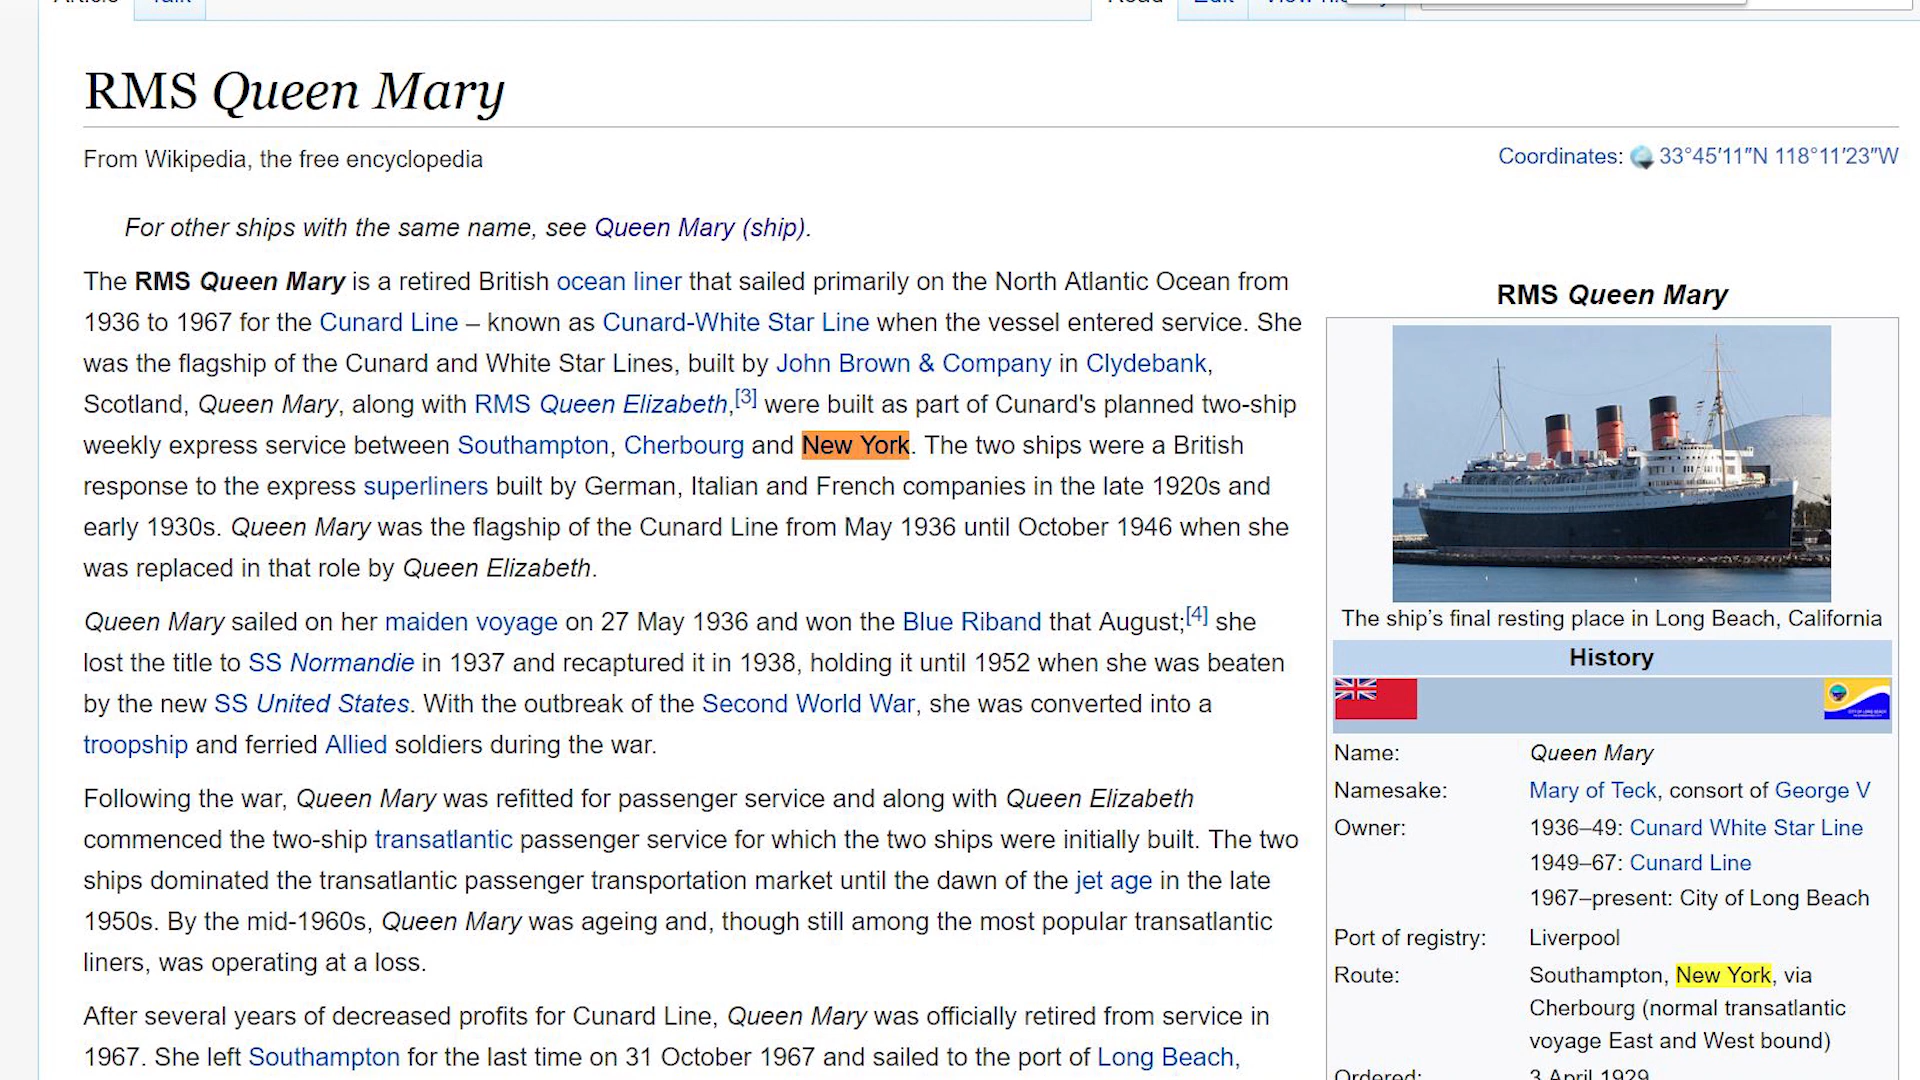 Article Talk Read Edit
RMS Queen Mary
From Wikipedia, the free encyclopedia
Coordinates: 33°45′11″N 118°11′23″W
For other ships with the same name, see Queen Mary (ship).
The RMS Queen Mary is a retired British ocean liner that sailed primarily on the North Atlantic Ocean from
1936 to 1967 for the Cunard Line – known as Cunard-White Star Line when the vessel entered service. She
was the flagship of the Cunard and White Star Lines, built by John Brown & Company in Clydebank,
Scotland, Queen Mary, along with RMS Queen Elizabeth,[3] were built as part of Cunard's planned two-ship
weekly express service between Southampton, Cherbourg and New York. The two ships were a British
response to the express superliners built by German, Italian and French companies in the late 1920s and
early 1930s. Queen Mary was the flagship of the Cunard Line from May 1936 until October 1946 when she
was replaced in that role by Queen Elizabeth.
Queen Mary sailed on her maiden voyage on 27 May 1936 and won the Blue Riband that August;[4] she
lost the title to SS Normandie in 1937 and recaptured it in 1938, holding it until 1952 when she was beaten
by the new SS United States. With the outbreak of the Second World War, she was converted into a
troopship and ferried Allied soldiers during the war.
Following the war, Queen Mary was refitted for passenger service and along with Queen Elizabeth
commenced the two-ship transatlantic passenger service for which the two ships were initially built. The two
ships dominated the transatlantic passenger transportation market until the dawn of the jet age in the late
1950s. By the mid-1960s, Queen Mary was ageing and, though still among the most popular transatlantic
liners, was operating at a loss.
After several years of decreased profits for Cunard Line, Queen Mary was officially retired from service in
1967. She left Southampton for the last time on 31 October 1967 and sailed to the port of Long Beach,
RMS Queen Mary
The ship's final resting place in Long Beach, California
History
Name: Queen Mary
Namesake: Mary of Teck, consort of George V
Owner: 1936–49: Cunard White Star Line
1949–67: Cunard Line
1967–present: City of Long Beach
Port of registry: Liverpool
Route: Southampton, New York, via
Cherbourg (normal transatlantic
voyage East and West bound)
Ordered: 3 April 1929